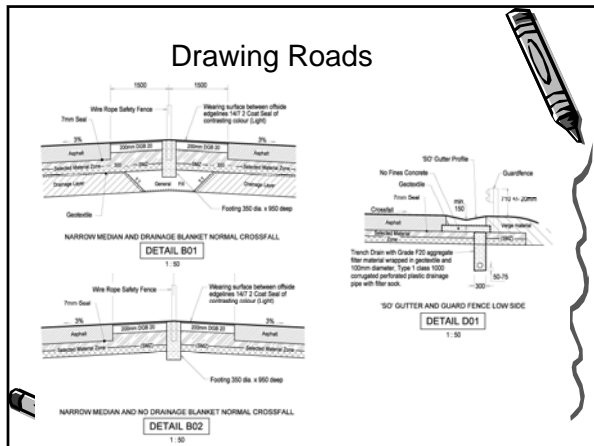 Drawing Roads
1500
1500
Wire Rope Safety Fence
Wearing surface between offside
edgelines 14/7 2 Coat Seal of
contrasting colour (Light)
7mm Seal
3%
3%
Asphalt
200mm DGB 20
200mm DGB 20
Asphalt
Selected Material Zone
300
(SMZ)
300
Selected Material Zone
Drainage Layer
General
Fill
Drainage Layer
Geotextile
Footing 350 dia. x 950 deep
NARROW MEDIAN AND DRAINAGE BLANKET NORMAL CROSSFALL
DETAIL B01
1 : 50
Wire Rope Safety Fence
Wearing surface between offside
edgelines 14/7 2 Coat Seal of
contrasting colour (Light)
7mm Seal
3%
3%
Asphalt
200mm DGB 20
200mm DGB 20
Asphalt
Selected Material Zone
(SMZ)
(SMZ)
Selected Material Zone
Footing 350 dia. x 950 deep
NARROW MEDIAN AND NO DRAINAGE BLANKET NORMAL CROSSFALL
DETAIL B02
1 : 50
'SO' Gutter Profile
No Fines Concrete
Guardfence
Geotextile
7mm Seal
min.
150
710 +/- 20mm
Crossfall
Asphalt
Verge material
Selected Material
Zone
(SMZ)
Trench Drain with Grade F20 aggregate
filter material wrapped in geotextile and
100mm diameter, Type 1 class 1000
corrugated perforated plastic drainage
pipe with filter sock.
50-75
300
'SO' GUTTER AND GUARD FENCE LOW SIDE
DETAIL D01
1 : 50